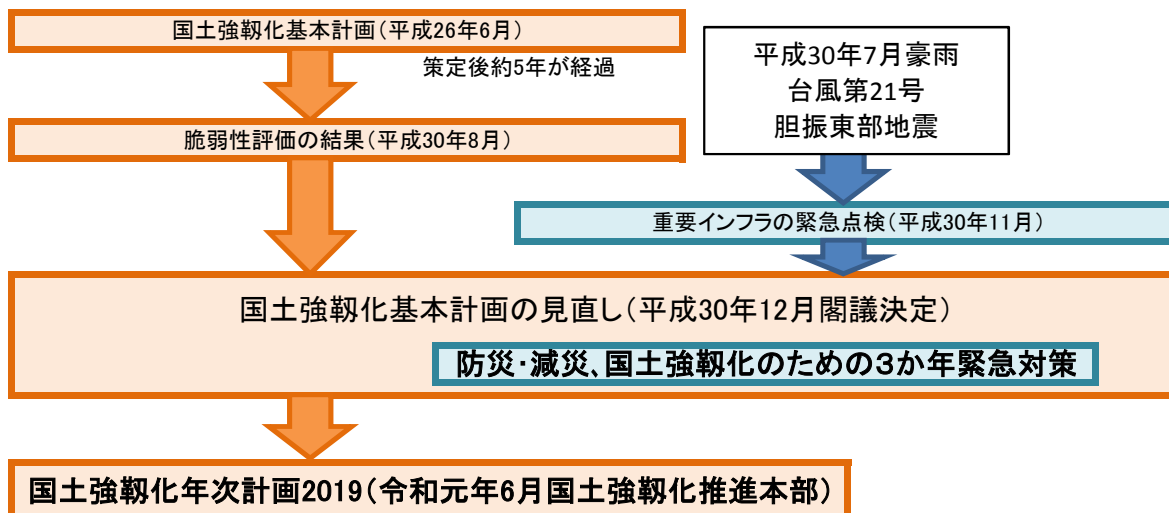 国土強靱化基本計画(平成26年6月)
策定後約5年が経過
脆弱性評価の結果(平成30年8月)
平成30年7月豪雨
台風第21号
胆振東部地震
重要インフラの緊急点検(平成30年11月)
国土強靱化基本計画の見直し(平成30年12月閣議決定)
防災・減災、国土強靱化のための3か年緊急対策
国土強靱化年次計画2019(令和元年6月国土強靱化推進本部)